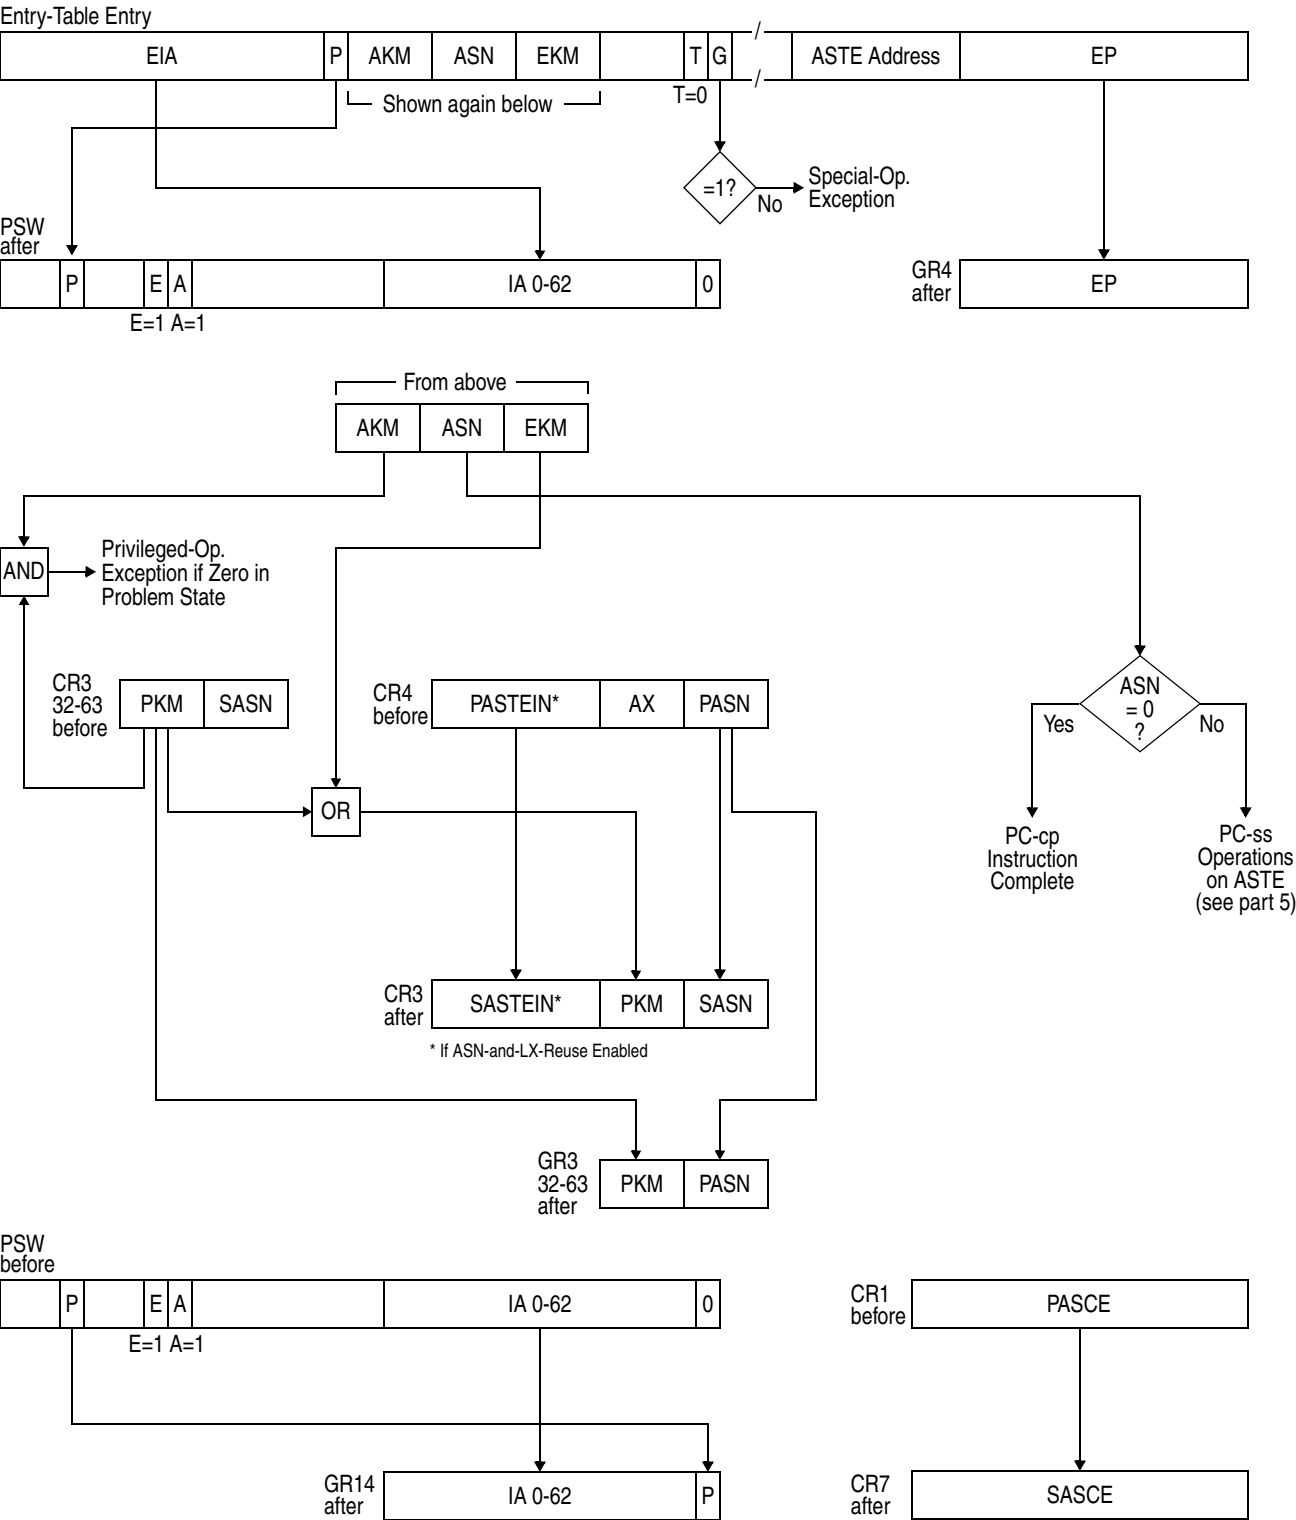 Entry-Table Entry
EIA P AKM ASN EKM T G / / ASTE Address EP
Shown again below
T=0
=1?
No
Special-Op.
Exception
PSW
after
P E A IA 0-62 0
E=1 A=1
GR4
after
EP
From above
AKM ASN EKM
AND
Privileged-Op.
Exception if Zero in
Problem State
CR3
32-63
before
PKM SASN
CR4
before
PASTEIN* AX PASN
ASN
= 0
?
Yes
No
OR
PC-cp
Instruction
Complete
PC-ss
Operations
on ASTE
(see part 5)
CR3
after
SASTEIN* PKM SASN
* If ASN-and-LX-Reuse Enabled
GR3
32-63
after
PKM PASN
PSW
before
P E A IA 0-62 0
E=1 A=1
CR1
before
PASCE
GR14
after
IA 0-62 P
CR7
after
SASCE